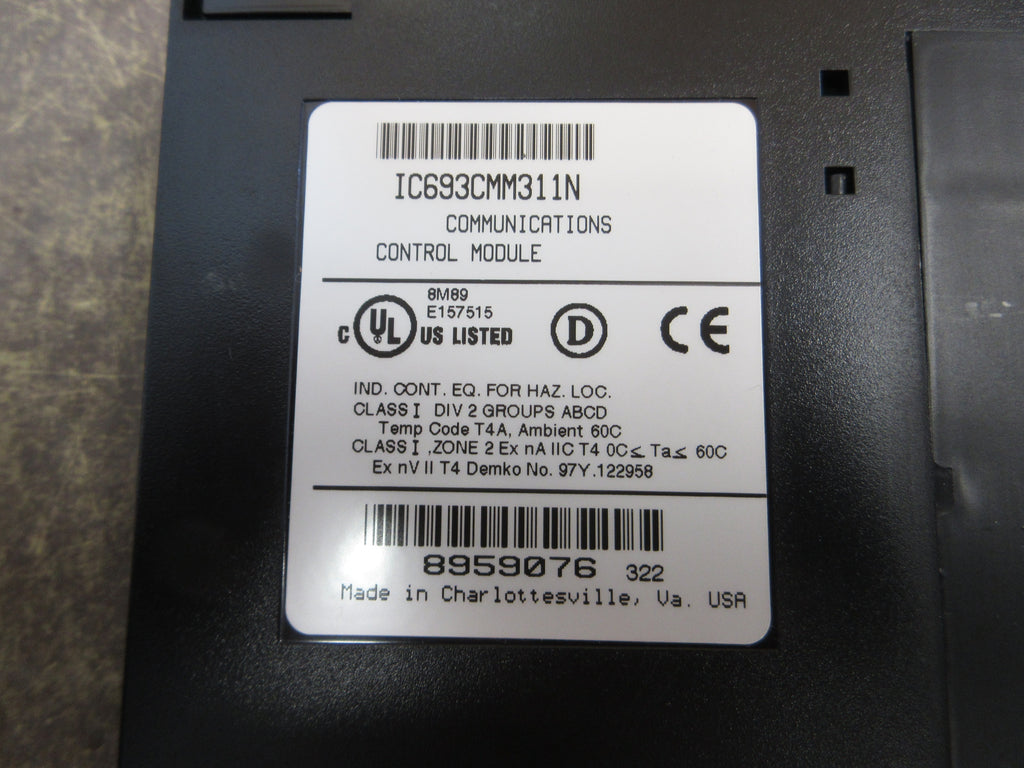 IC693CMM311N
COMMUNICATIONS
CONTROL MODULE
8M89
E157515
C UL US LISTED D CE
IND. CONT. EQ. FOR HAZ. LOC.
CLASS I DIV 2 GROUPS ABCD
Temp Code T4A, Ambient 60C
CLASS I ,ZONE 2 Ex nA IIC T4 0C ≤ Ta ≤ 60C
Ex nV II T4 Demko No. 97Y.122958
8959076 322
Made in Charlottesville, Va. USA